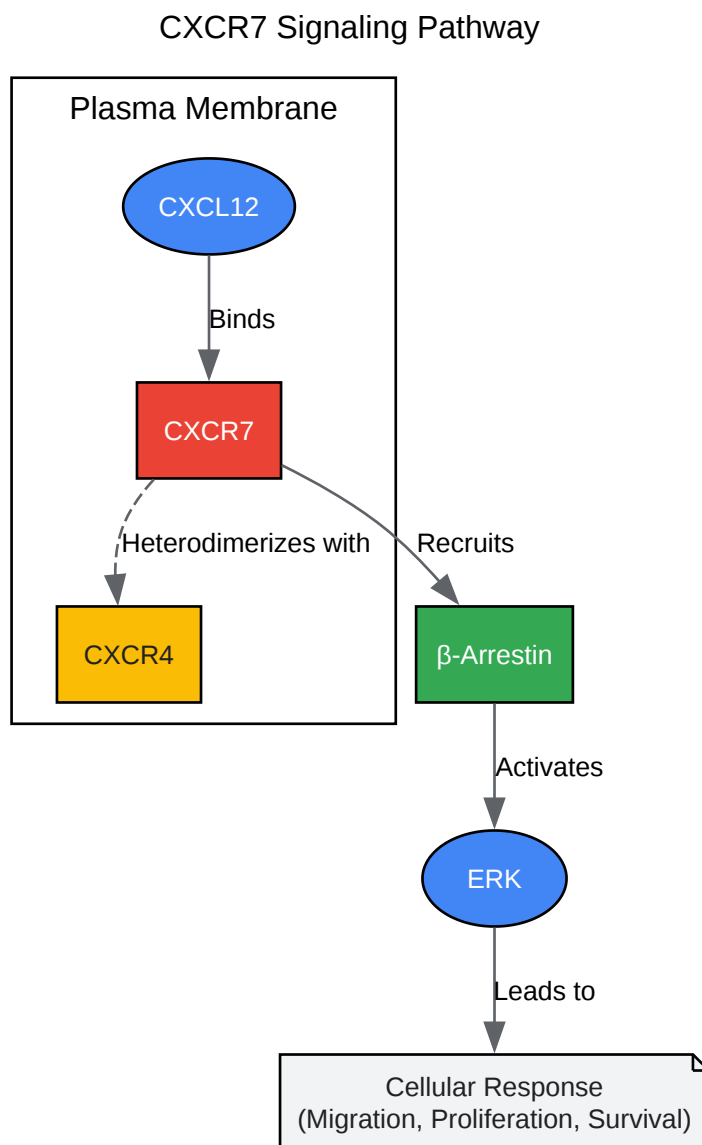 CXCR7 Signaling Pathway
Plasma Membrane
CXCL12
Binds
CXCR7
Heterodimerizes with
Recruits
CXCR4
β-Arrestin
Activates
ERK
Leads to
Cellular Response
(Migration, Proliferation, Survival)